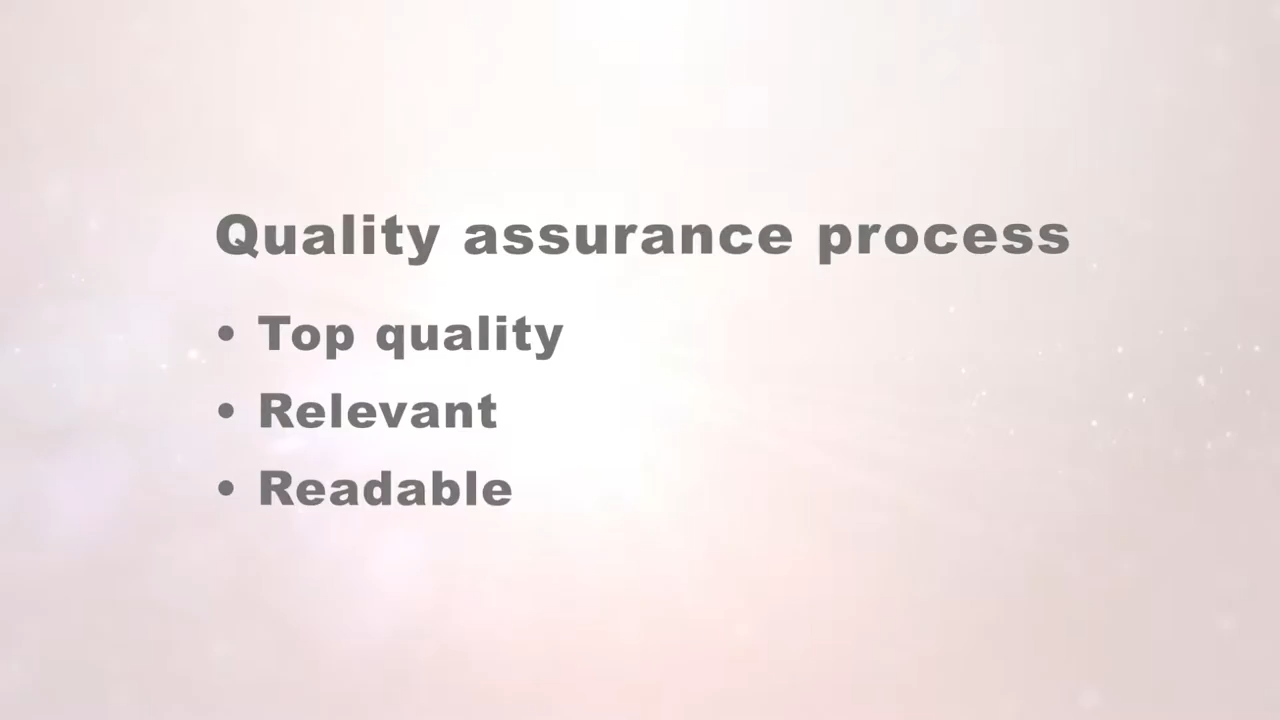 Quality assurance process
• Top quality
• Relevant
• Readable